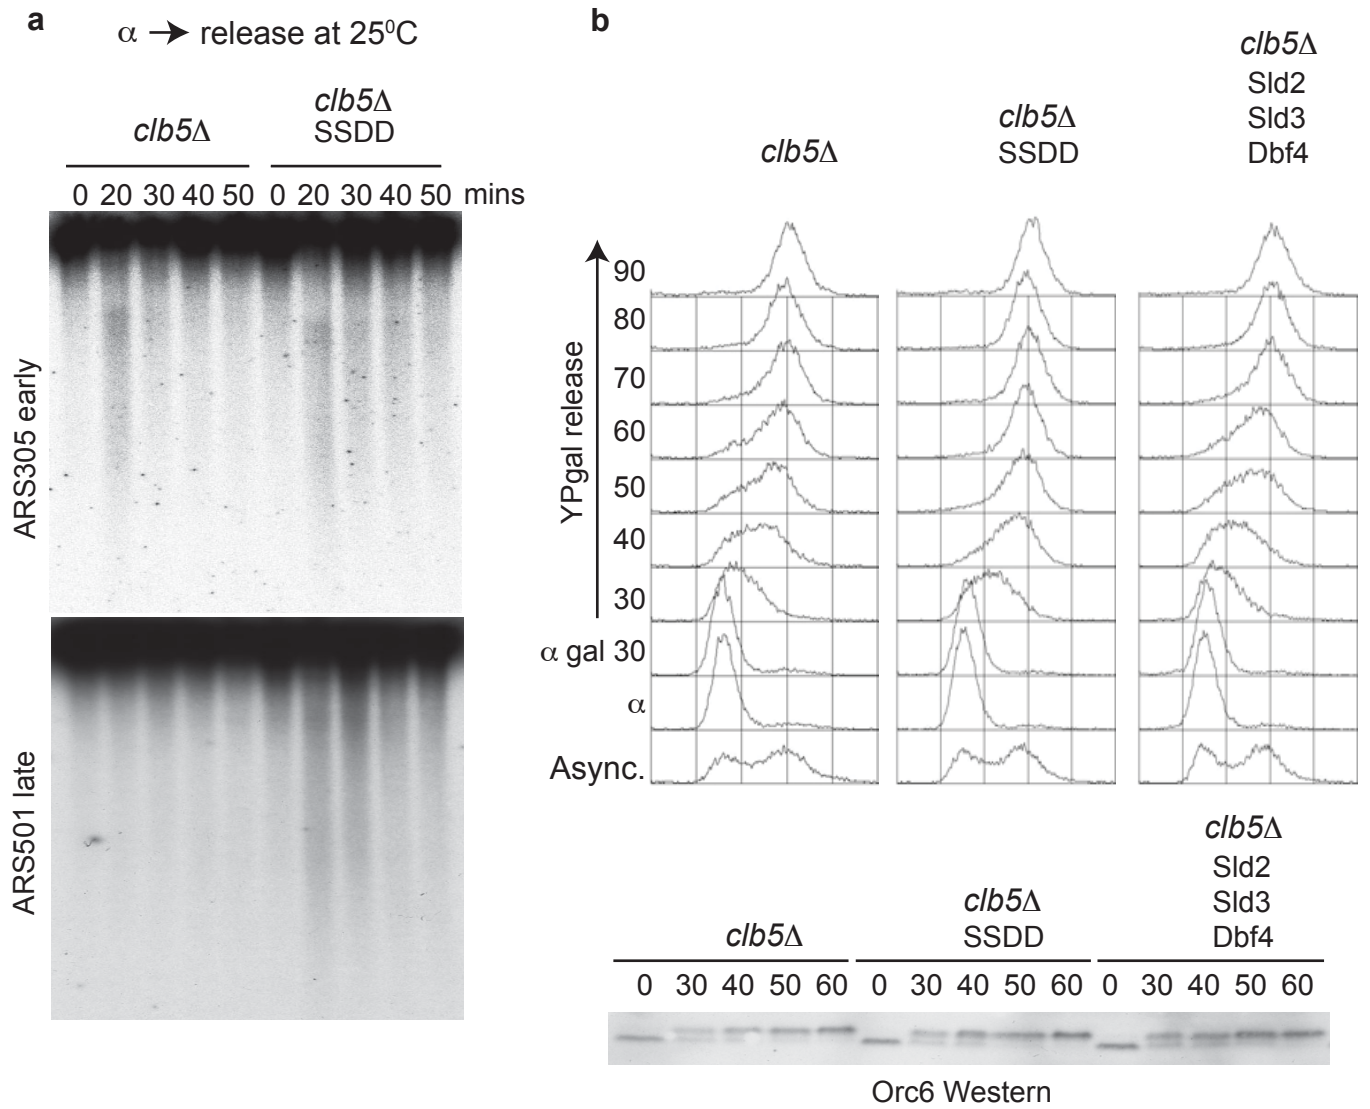 a
α → release at 25⁰C
clb5Δ
clb5Δ
SSDD
0 20 30 40 50 0 20 30 40 50 mins
ARS305 early
ARS501 late
b
clb5Δ
clb5Δ
SSDD
clb5Δ
Sld2
Sld3
Dbf4
YPgal release
90
80
70
60
50
40
30
α gal 30
α
Async.
clb5Δ
clb5Δ
SSDD
clb5Δ
Sld2
Sld3
Dbf4
0 30 40 50 60 0 30 40 50 60 0 30 40 50 60
Orc6 Western